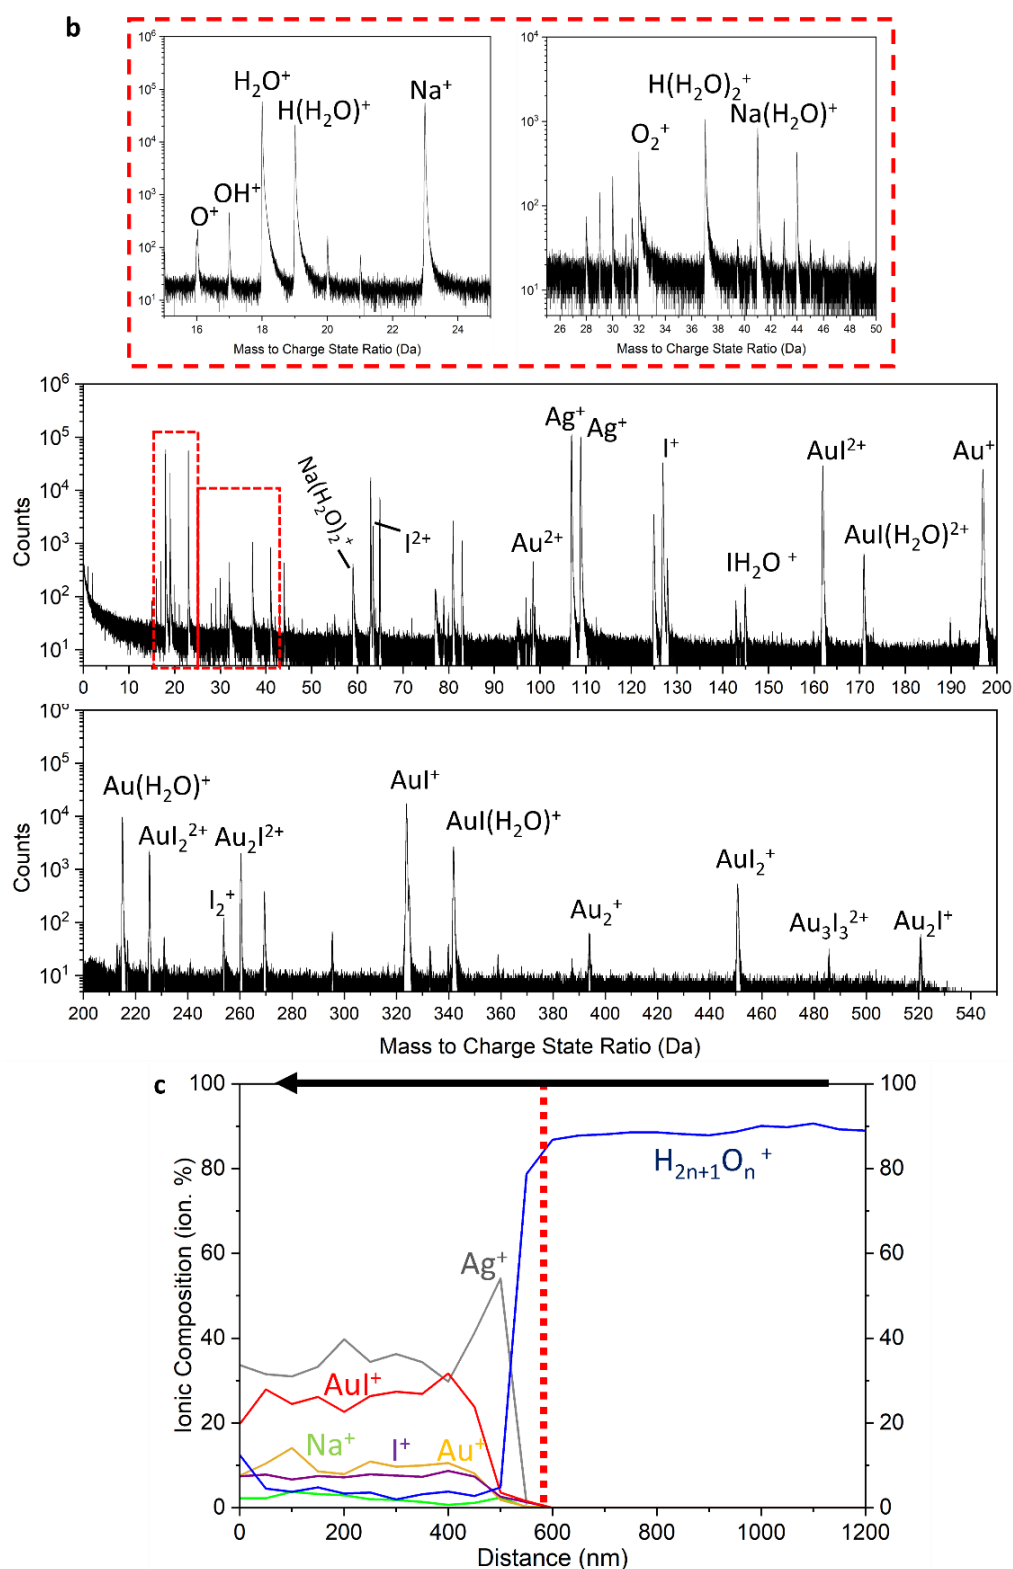 b
10⁶
10⁵
10⁴
10³
10²
10¹
O⁺
OH⁺
H₂O⁺
H(H₂O)⁺
Na⁺
16 18 20 22 24
Mass to Charge State Ratio (Da)
10⁴
10³
10²
10¹
O₂⁺
H(H₂O)₂⁺
Na(H₂O)⁺
26 28 30 32 34 36 38 40 42 44 46 48 50
Mass to Charge State Ratio (Da)
Counts
10⁶
10⁵
10⁴
10³
10²
10¹
Na(H₂O)₂⁺
I²⁺
Au²⁺
Ag⁺
Ag⁺
I⁺
IH₂O ⁺
AuI²⁺
AuI(H₂O)²⁺
Au⁺
0 10 20 30 40 50 60 70 80 90 100 110 120 130 140 150 160 170 180 190 200
Counts
10⁶
10⁵
10⁴
10³
10²
10¹
Au(H₂O)⁺
AuI₂²⁺
I₂⁺
Au₂I²⁺
AuI⁺
AuI(H₂O)⁺
Au₂⁺
AuI₂⁺
Au₃I₃²⁺
Au₂I⁺
200 220 240 260 280 300 320 340 360 380 400 420 440 460 480 500 520 540
Mass to Charge State Ratio (Da)
c
Ionic Composition (ion. %)
100
80
60
40
20
0
100
80
60
40
20
0
H₂ₙ₊₁Oₙ ⁺
Ag⁺
AuI⁺
Na⁺
I⁺
Au⁺
0 200 400 600 800 1000 1200
Distance (nm)